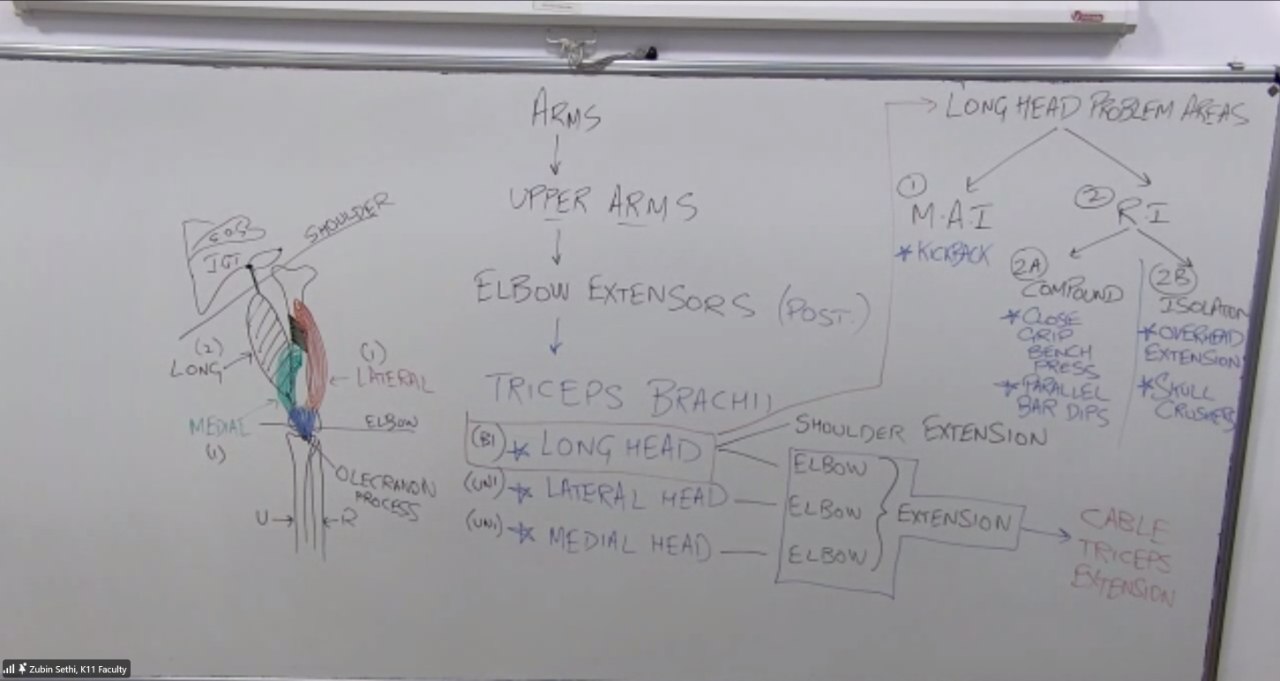 ARMS
UPPER ARMS
ELBOW EXTENSORS (POST.)
TRICEPS BRACHII
(BI) * LONG HEAD
(UNI) * LATERAL HEAD
(UNI) * MEDIAL HEAD
SHOULDER EXTENSION
ELBOW
ELBOW
ELBOW
EXTENSION
CABLE
TRICEPS
EXTENSION
LONG HEAD PROBLEM AREAS
1 M.A.I
* KICKBACK
2 R I
2A
COMPOUND
* CLOSE
GRIP
BENCH
PRESS
* PARALLEL
BAR DIPS
2B
ISOLATION
* OVERHEAD
EXTENSION
* SKULL
CRUSHERS
SHOULDER
S.O.S
IGT
(2)
LONG
(1)
LATERAL
MEDIAL
(1)
ELBOW
OLECRANON
PROCESS
U
R
Zubin Sethi, K11 Faculty